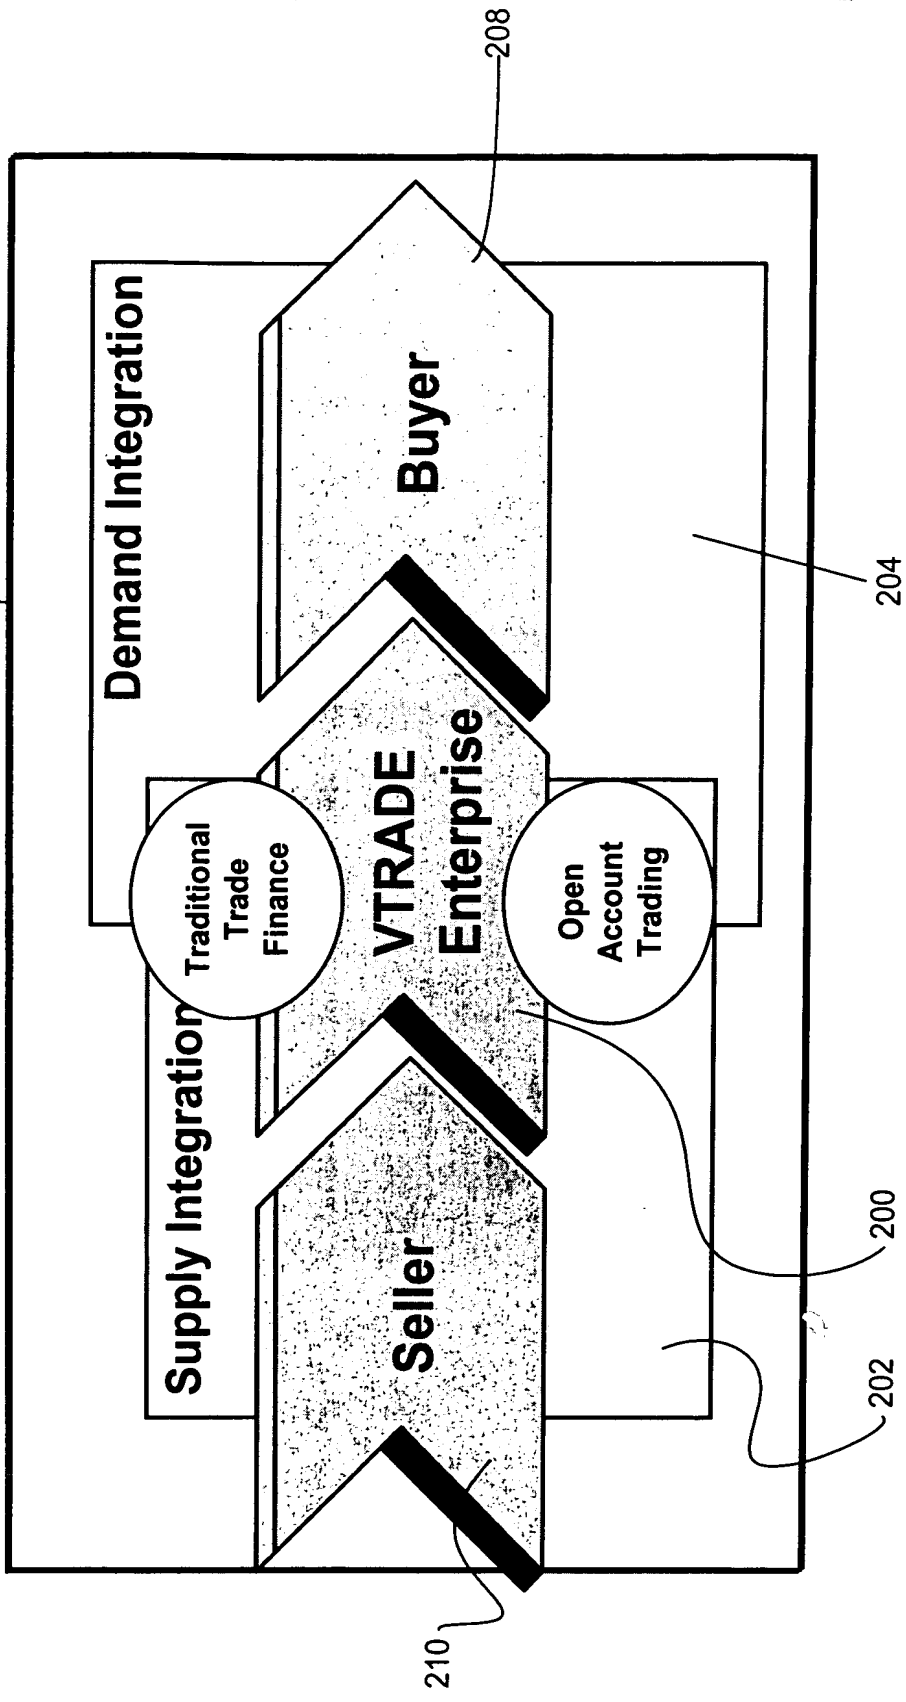 Demand Integration
Supply Integration
Traditional
Trade
Finance
Seller
VTRADE
Enterprise
Buyer
Open
Account
Trading
210
202
200
204
208